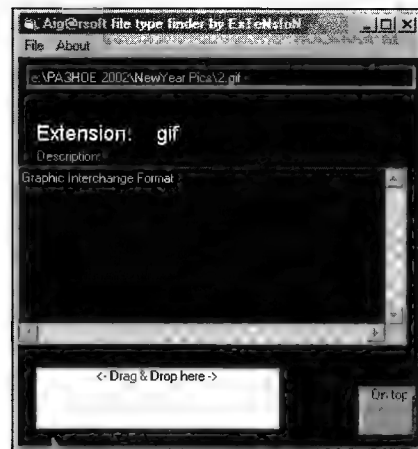 Aig@rsoft file type finder by ExTeNsIoN
File About
e:\РАЗНОЕ 2002\NewYear Pics\2.gif
Extension: gif
Description:
Graphic Interchange Format
<- Drag & Drop here ->
On top